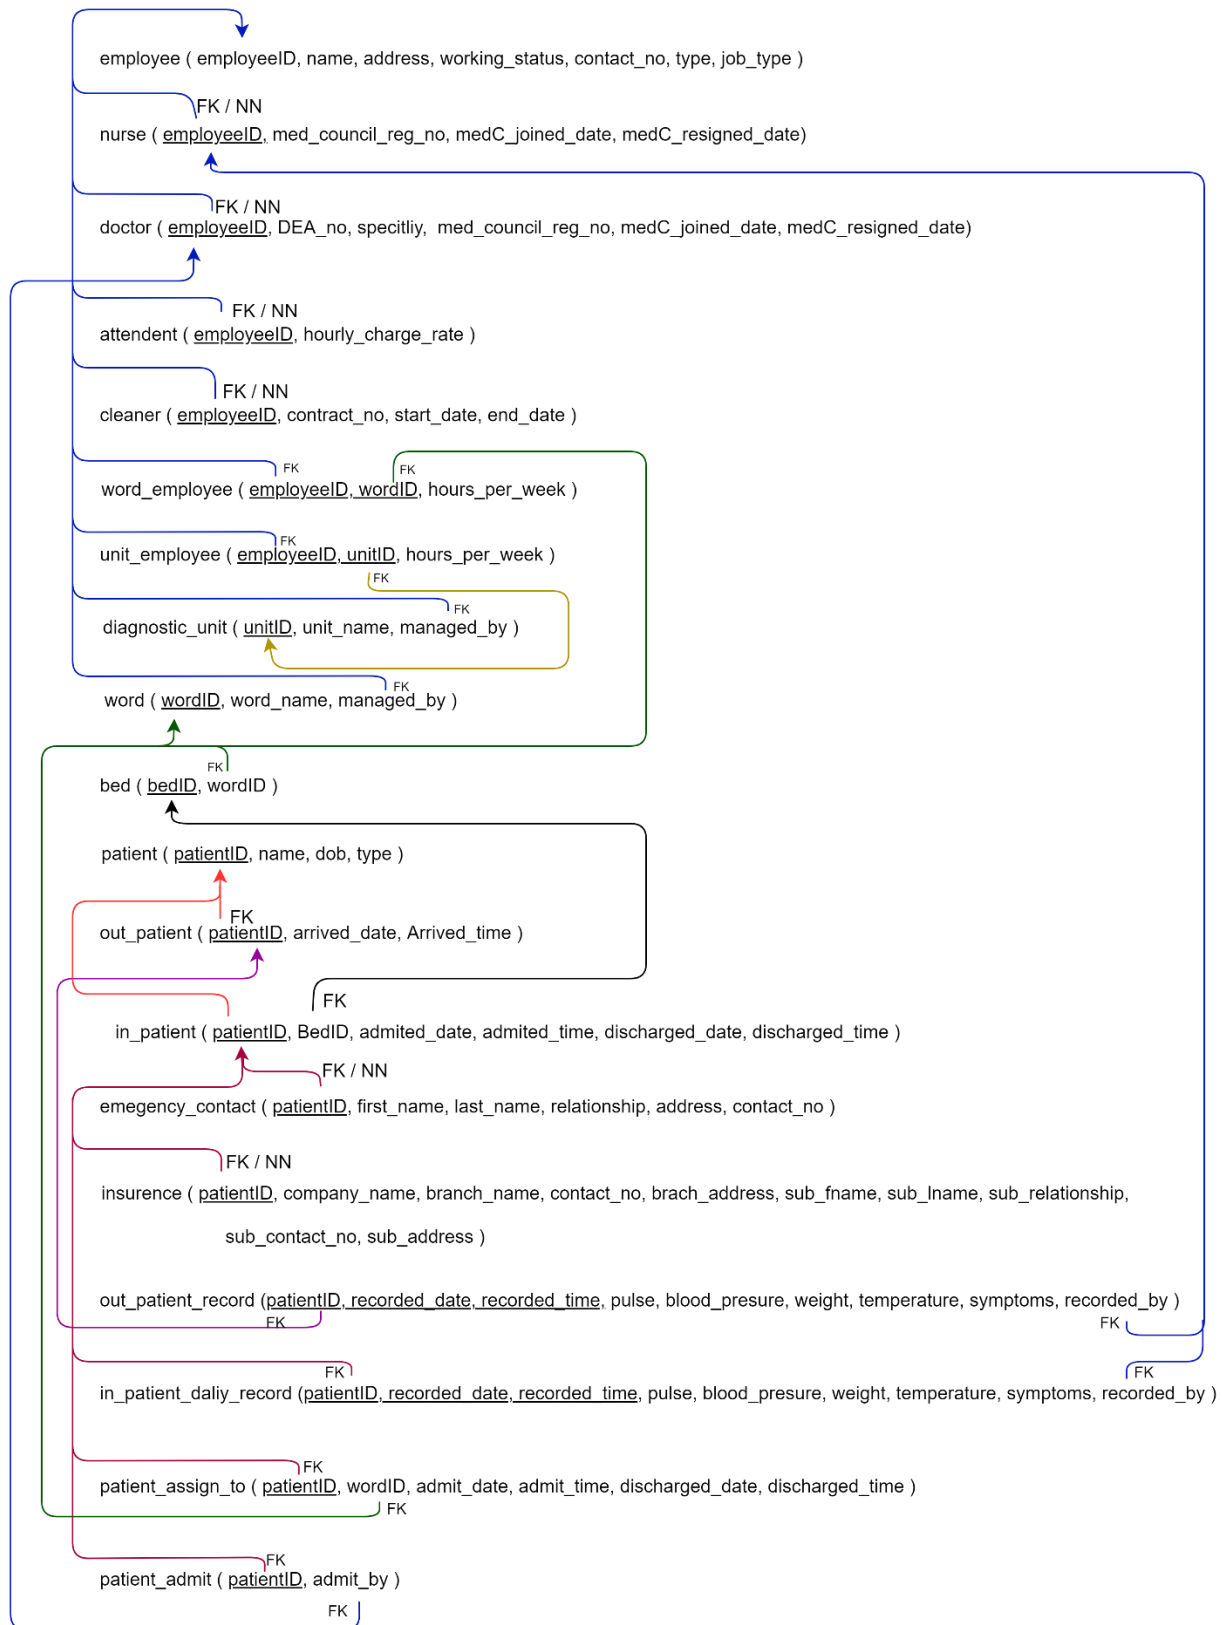 employee ( employeeID, name, address, working_status, contact_no, type, job_type )
FK / NN
nurse ( employeeID, med_council_reg_no, medC_joined_date, medC_resigned_date)
FK / NN
doctor ( employeeID, DEA_no, specitliy, med_council_reg_no, medC_joined_date, medC_resigned_date)
FK / NN
attendent ( employeeID, hourly_charge_rate )
FK / NN
cleaner ( employeeID, contract_no, start_date, end_date )
FK FK
word_employee ( employeeID, wordID, hours_per_week )
FK
unit_employee ( employeeID, unitID, hours_per_week )
FK
FK
diagnostic_unit ( unitID, unit_name, managed_by )
FK
word ( wordID, word_name, managed_by )
FK
bed ( bedID, wordID )
patient ( patientID, name, dob, type )
FK
out_patient ( patientID, arrived_date, Arrived_time )
FK
in_patient ( patientID, BedID, admited_date, admited_time, discharged_date, discharged_time )
FK / NN
emegency_contact ( patientID, first_name, last_name, relationship, address, contact_no )
FK / NN
insurence ( patientID, company_name, branch_name, contact_no, brach_address, sub_fname, sub_lname, sub_relationship,
sub_contact_no, sub_address )
out_patient_record (patientID, recorded_date, recorded_time, pulse, blood_presure, weight, temperature, symptoms, recorded_by )
FK FK
FK FK
in_patient_daliy_record (patientID, recorded_date, recorded_time, pulse, blood_presure, weight, temperature, symptoms, recorded_by )
FK
patient_assign_to ( patientID, wordID, admit_date, admit_time, discharged_date, discharged_time )
FK
FK
patient_admit ( patientID, admit_by )
FK